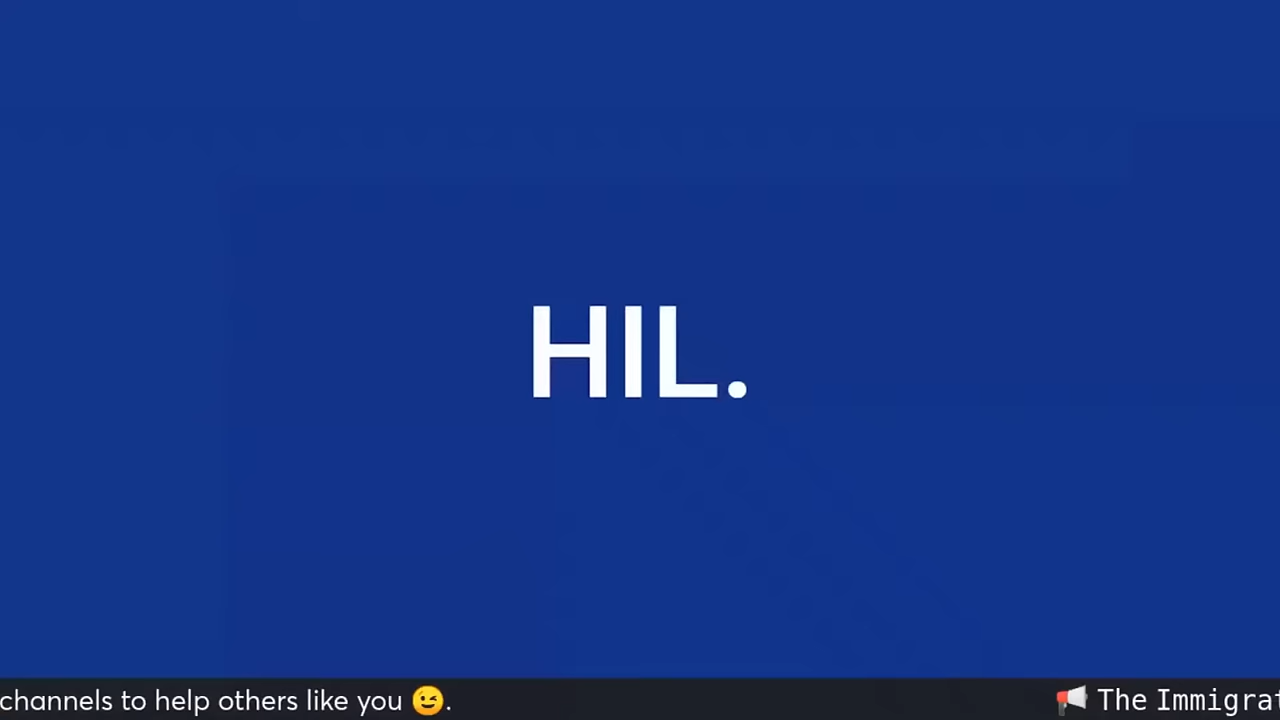 HIL.
channels to help others like you 😉.
📢 The Immigrat